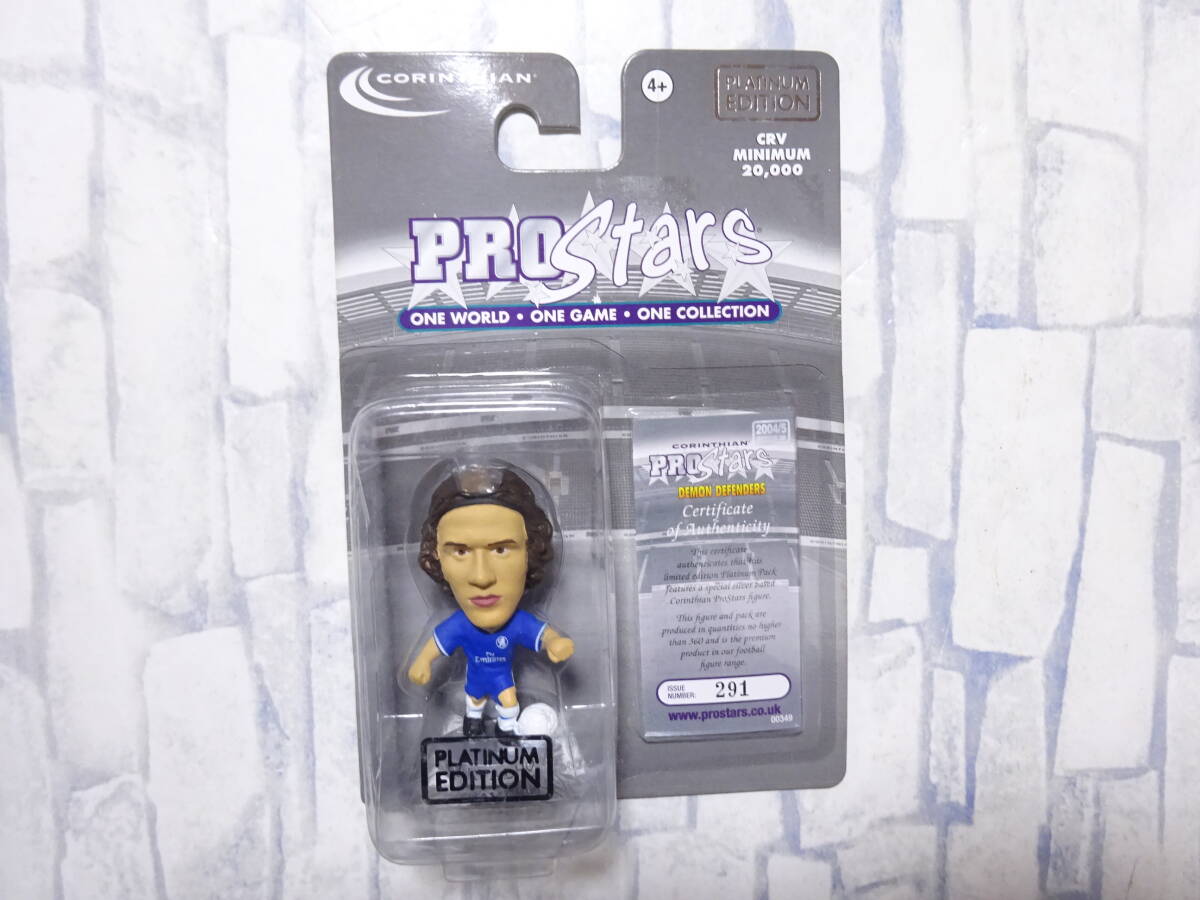 CORINTHIAN
4+
PLATINUM
EDITION
CRV
MINIMUM
20,000
PROStars
ONE WORLD • ONE GAME • ONE COLLECTION
CORINTHIAN
2004/5
CORINTHIAN
PROStars
DEMON DEFENDERS
Certificate
of Authenticity
This certificate
authenticates that this
limited edition Platinum Pack
features a special silver based
Corinthian ProStars figure.
This figure and pack are
produced in quantities no higher
than 360 and is the premium
product in our football
figure range.
ISSUE
NUMBER: 291
www.prostars.co.uk
00349
Fly
Emirates
PLATINUM
EDITION